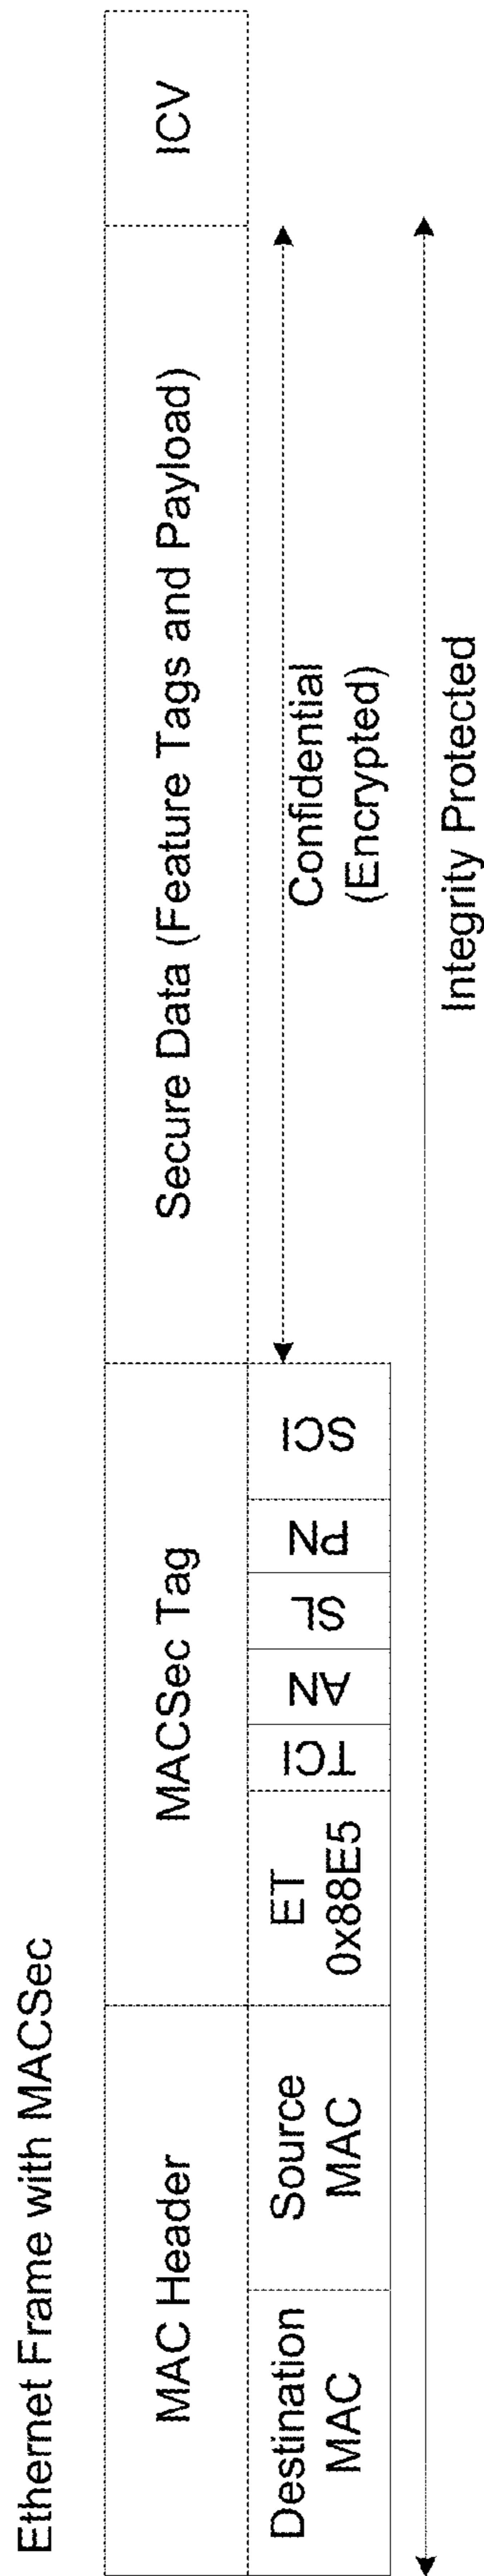 Ethernet Frame with MACSec
MAC Header
MACSec Tag
Secure Data (Feature Tags and Payload)
ICV
Destination
MAC
Source
MAC
ET
0x88E5
TCI
AN
SL
PN
SCI
Confidential
(Encrypted)
Integrity Protected